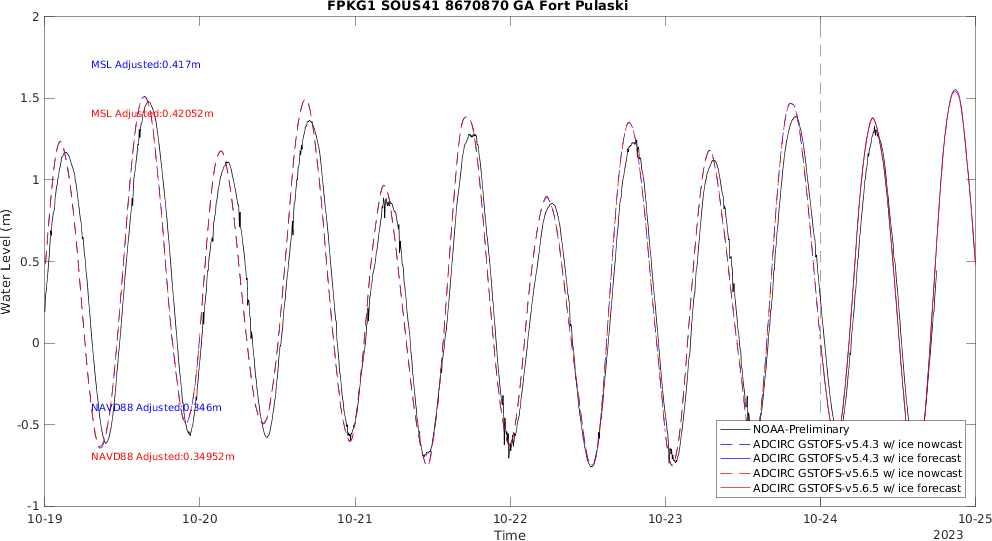 FPKG1 SOUS41 8670870 GA Fort Pulaski
2
MSL Adjusted:0.417m
1.5
MSL Adjusted:0.42052m
1
Water Level (m)
0.5
0
NAVD88 Adjusted:0.346m
-0.5
NAVD88 Adjusted:0.34952m
NOAA-Preliminary
ADCIRC GSTOFS-v5.4.3 w/ ice nowcast
ADCIRC GSTOFS-v5.4.3 w/ ice forecast
ADCIRC GSTOFS-v5.6.5 w/ ice nowcast
ADCIRC GSTOFS-v5.6.5 w/ ice forecast
-1
10-19 10-20 10-21 10-22 10-23 10-24 10-25
Time
2023